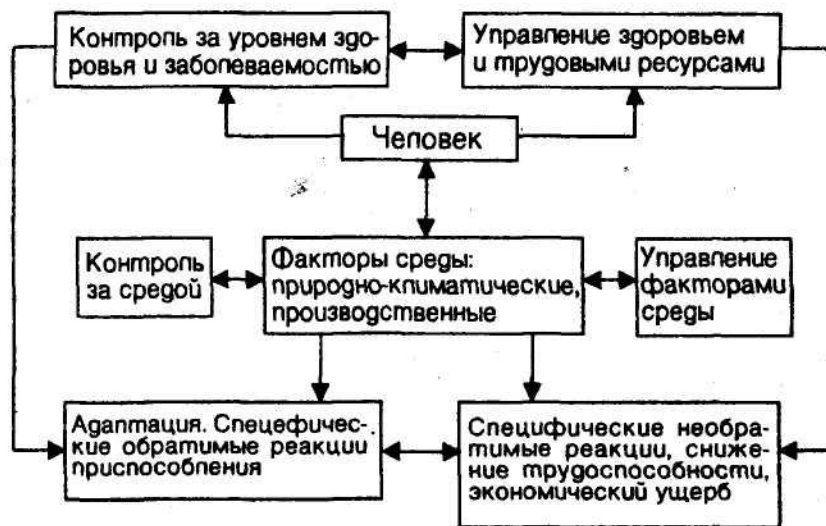 Контроль за уровнем здо-
ровья и заболеваемостью
Управление здоровьем
и трудовыми ресурсами
Человек
Контроль
за средой
Факторы среды:
природно-климатические,
производственные
Управление
факторами
среды
Адаптация. Спецефичес-
кие обратимые реакции
приспособления
Специфические необра-
тимые реакции, сниже-
ние трудоспособности,
экономический ущерб